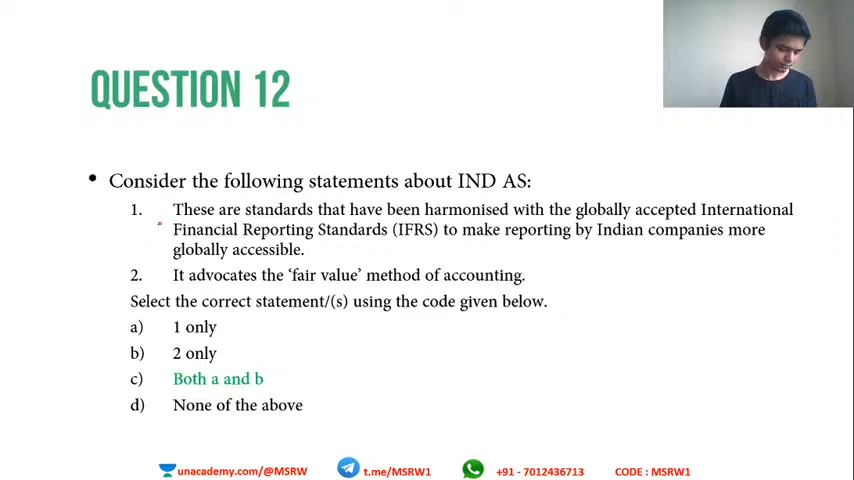 QUESTION 12
• Consider the following statements about IND AS:
1. These are standards that have been harmonised with the globally accepted International
Financial Reporting Standards (IFRS) to make reporting by Indian companies more
globally accessible.
2. It advocates the ‘fair value’ method of accounting.
Select the correct statement/(s) using the code given below.
a) 1 only
b) 2 only
c) Both a and b
d) None of the above
unacademy.com/@MSRW t.me/MSRW1 +91 - 7012436713 CODE : MSRW1